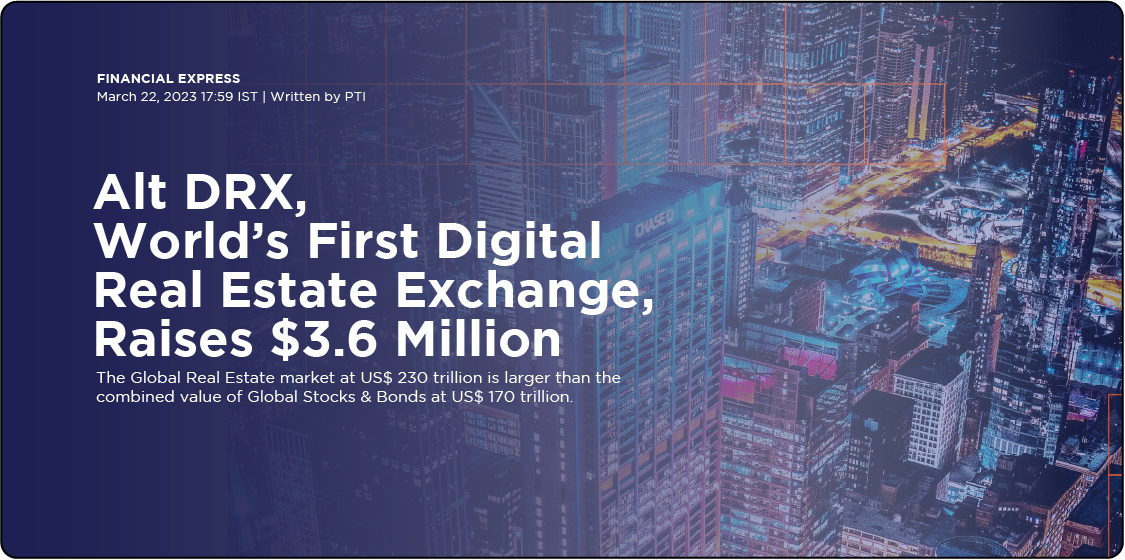 FINANCIAL EXPRESS
March 22, 2023 17:59 IST | Written by PTI
Alt DRX,
World’s First Digital
Real Estate Exchange,
Raises $3.6 Million
The Global Real Estate market at US$ 230 trillion is larger than the
combined value of Global Stocks & Bonds at US$ 170 trillion.
CHASE